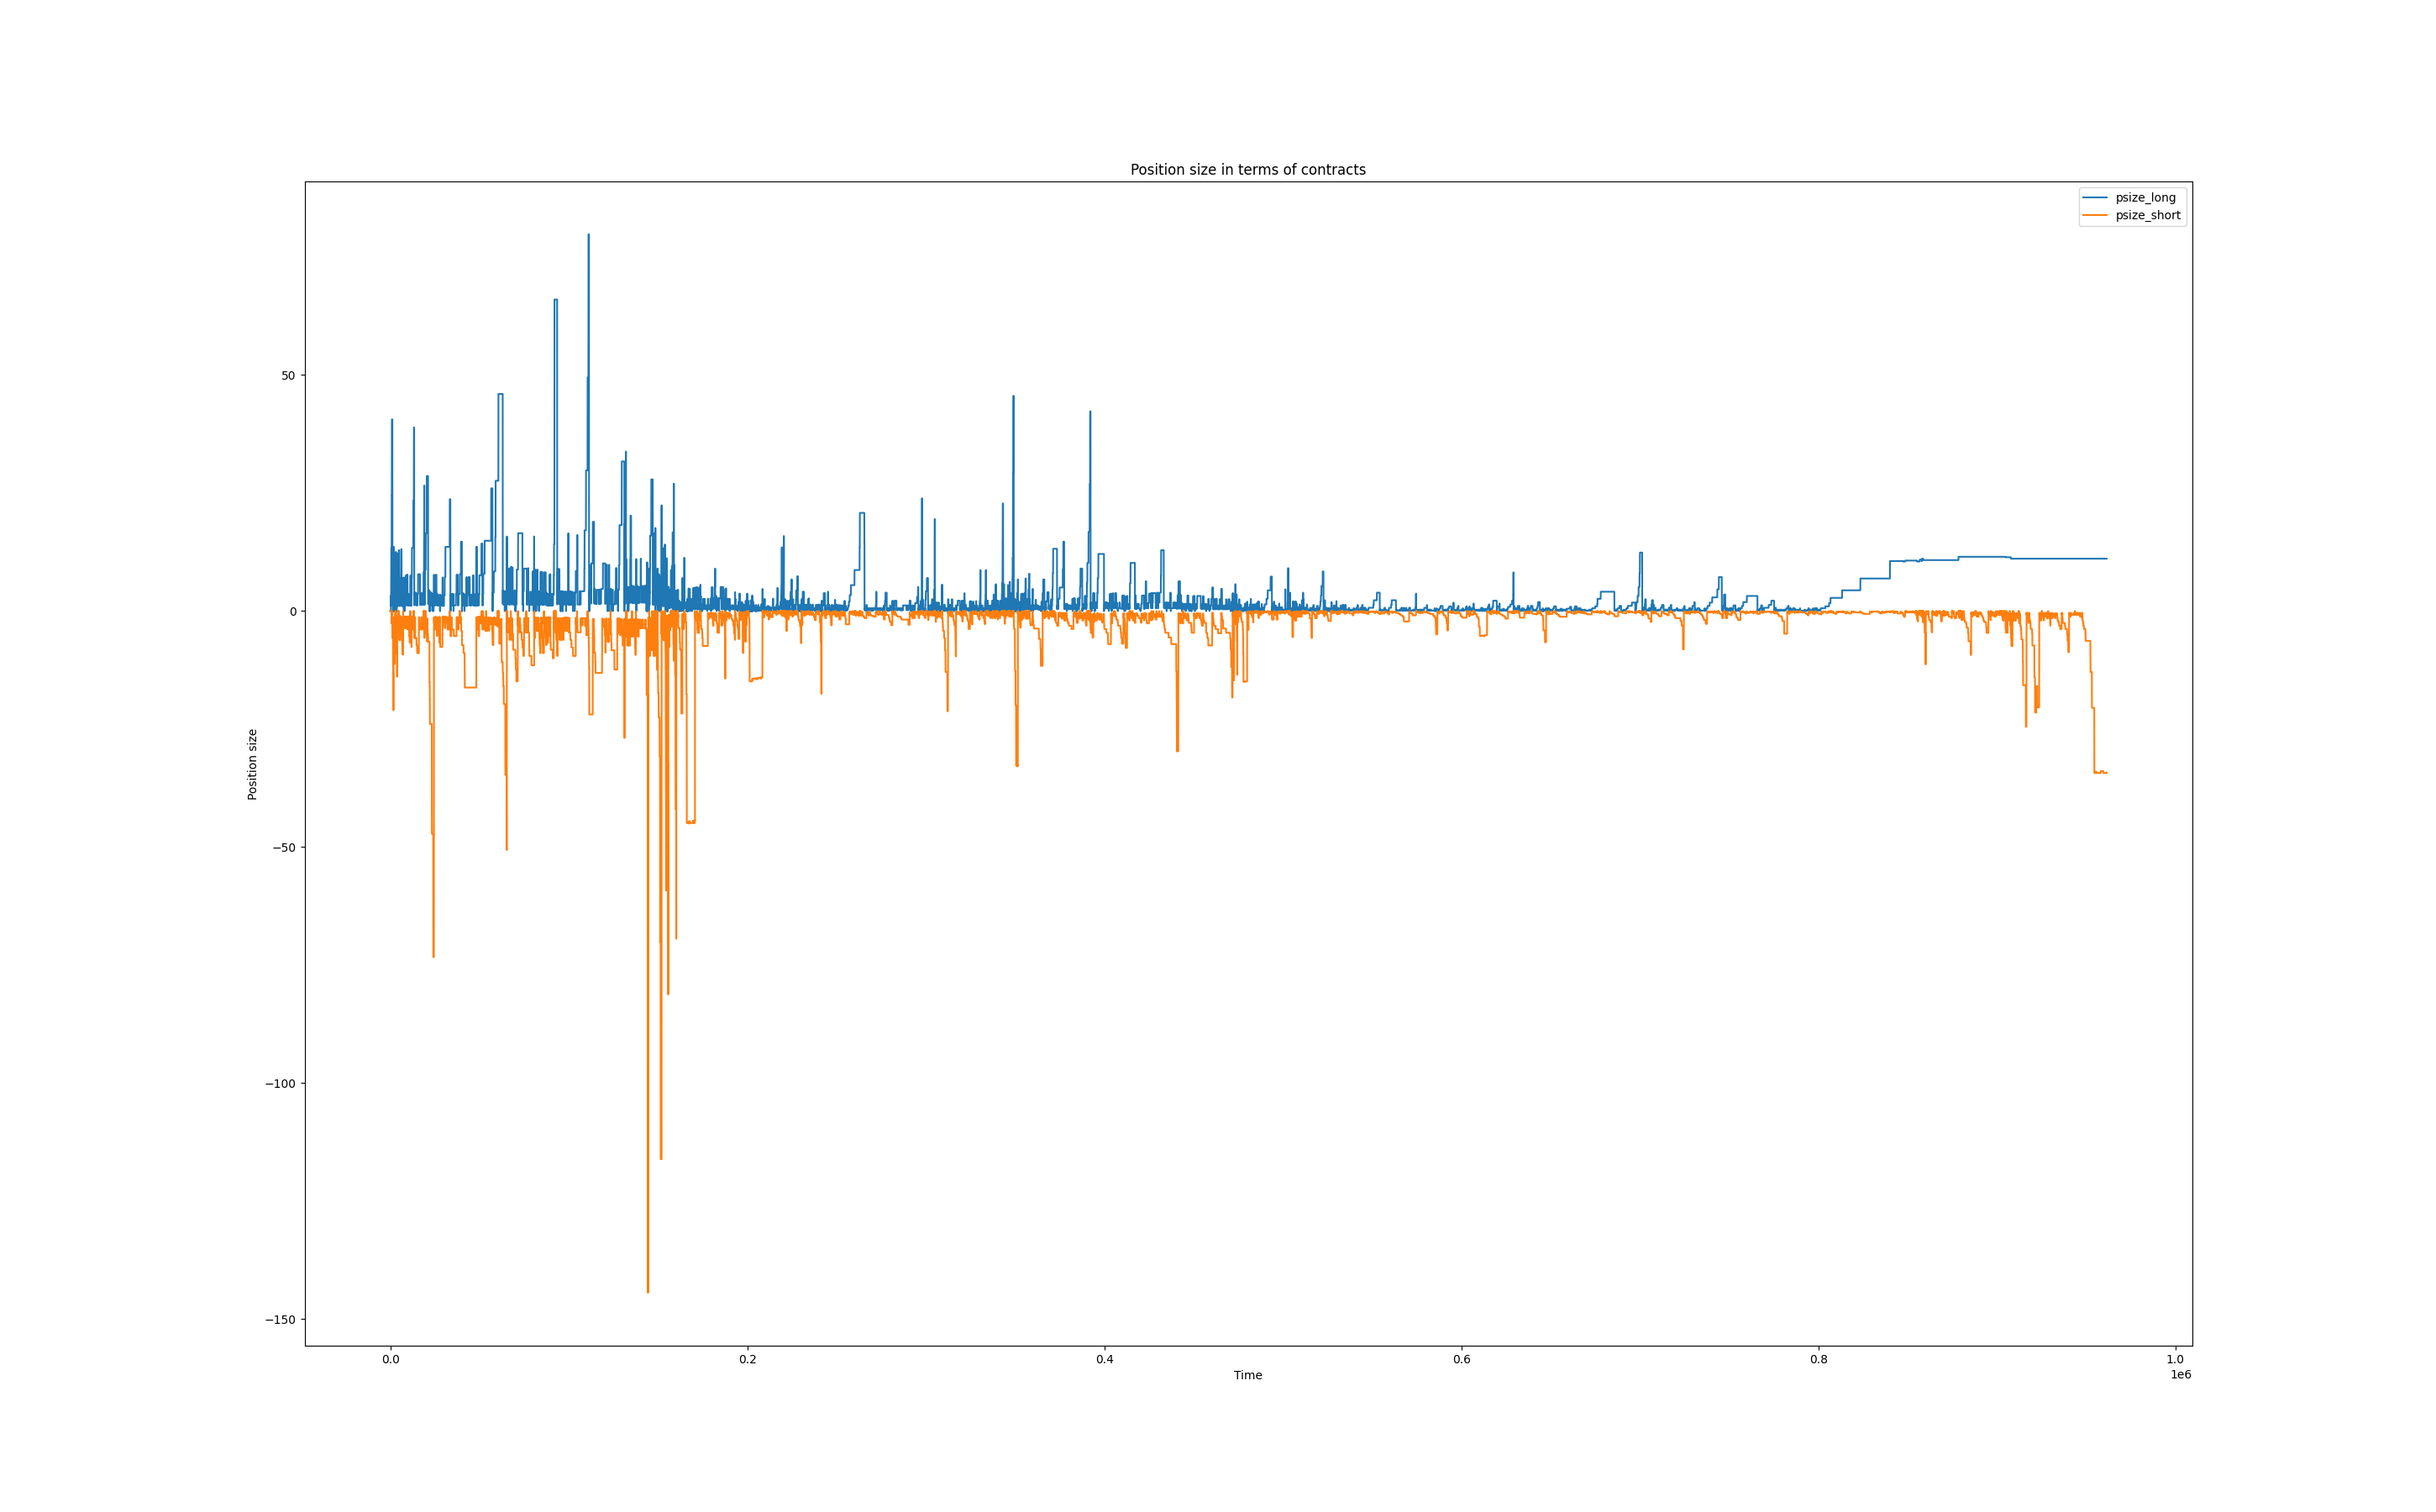 Position size in terms of contracts
psize_long
psize_short
Position size
50
0
−50
−100
−150
0.0 0.2 0.4 0.6 0.8 1.0
1e6
Time